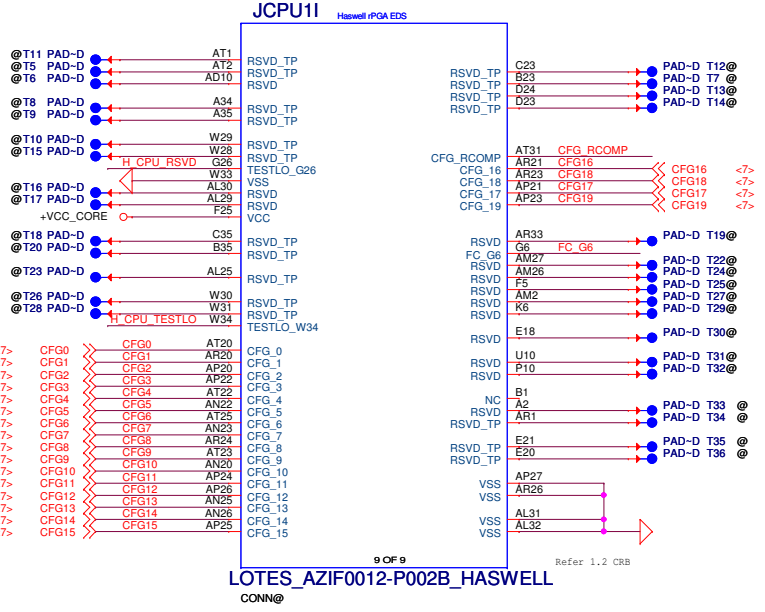 JCPU1I
Haswell rPGA EDS
@T11 PAD~D AT1 RSVD_TP
@T5 PAD~D AT2 RSVD_TP
@T6 PAD~D AD10 RSVD
@T8 PAD~D A34 RSVD_TP
@T9 PAD~D A35 RSVD_TP
@T10 PAD~D W29 RSVD_TP
@T15 PAD~D W28 RSVD_TP
H_CPU_RSVD G26 TESTLO_G26
W33 VSS
@T16 PAD~D AL30 RSVD
@T17 PAD~D AL29 RSVD
+VCC_CORE F25 VCC
@T18 PAD~D C35 RSVD_TP
@T20 PAD~D B35 RSVD_TP
@T23 PAD~D AL25 RSVD_TP
@T26 PAD~D W30 RSVD_TP
@T28 PAD~D W31 RSVD_TP
H_CPU_TESTLO W34 TESTLO_W34
7> CFG0 CFG0 AT20 CFG_0
7> CFG1 CFG1 AR20 CFG_1
7> CFG2 CFG2 AP20 CFG_2
7> CFG3 CFG3 AP22 CFG_3
7> CFG4 CFG4 AT22 CFG_4
7> CFG5 CFG5 AN22 CFG_5
7> CFG6 CFG6 AT25 CFG_6
7> CFG7 CFG7 AN23 CFG_7
7> CFG8 CFG8 AR24 CFG_8
7> CFG9 CFG9 AT23 CFG_9
7> CFG10 CFG10 AN20 CFG_10
7> CFG11 CFG11 AP24 CFG_11
7> CFG12 CFG12 AP26 CFG_12
7> CFG13 CFG13 AN25 CFG_13
7> CFG14 CFG14 AN26 CFG_14
7> CFG15 CFG15 AP25 CFG_15
RSVD_TP C23 PAD~D T12@
RSVD_TP B23 PAD~D T7 @
RSVD_TP D24 PAD~D T13@
RSVD_TP D23 PAD~D T14@
CFG_RCOMP AT31 CFG_RCOMP
CFG_16 AR21 CFG16 CFG16 <7>
CFG_18 AR23 CFG18 CFG18 <7>
CFG_17 AP21 CFG17 CFG17 <7>
CFG_19 AP23 CFG19 CFG19 <7>
RSVD AR33 PAD~D T19@
FC_G6 G6 FC_G6
RSVD AM27 PAD~D T22@
RSVD AM26 PAD~D T24@
RSVD F5 PAD~D T25@
RSVD AM2 PAD~D T27@
RSVD K6 PAD~D T29@
RSVD E18 PAD~D T30@
RSVD U10 PAD~D T31@
RSVD P10 PAD~D T32@
NC B1
RSVD A2 PAD~D T33 @
RSVD_TP AR1 PAD~D T34 @
RSVD_TP E21 PAD~D T35 @
RSVD_TP E20 PAD~D T36 @
VSS AP27
VSS AR26
VSS AL31
VSS AL32
9 OF 9
Refer 1.2 CRB
LOTES_AZIF0012-P002B_HASWELL
CONN@